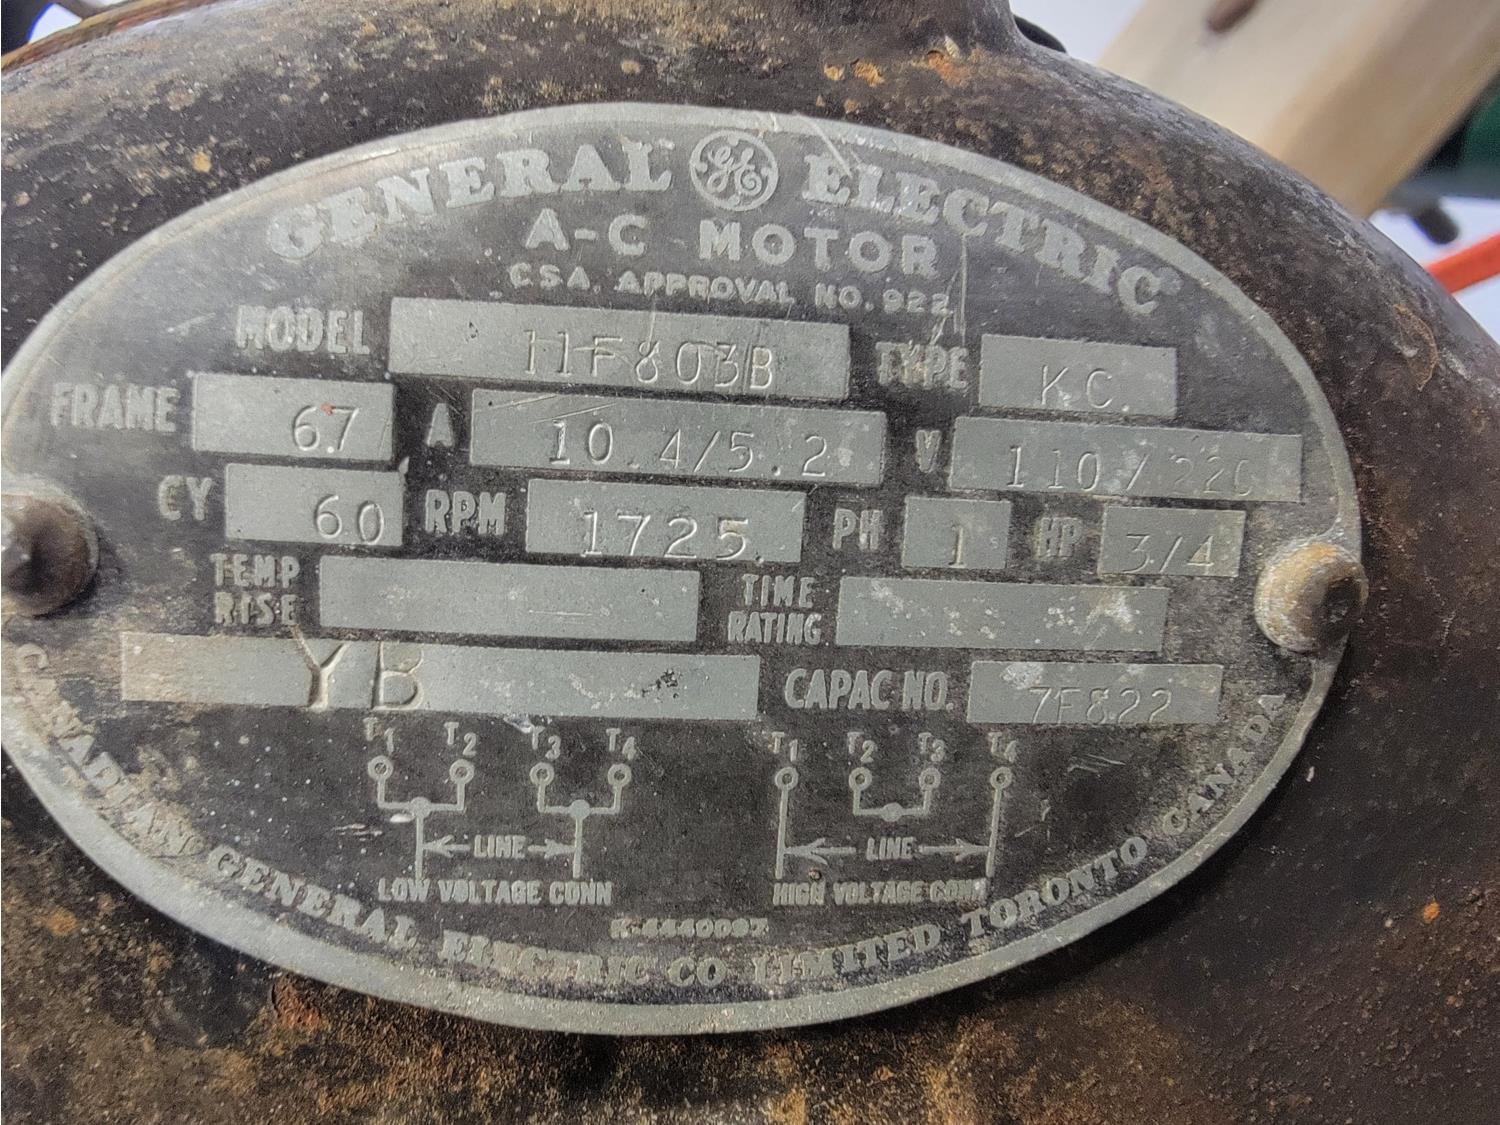 GENERAL GE ELECTRIC
A-C MOTOR
CSA. APPROVAL NO. 922
MODEL 11F803B TYPE KC.
FRAME 67 A 10.4/5.2 V 110/220
CY 60 RPM 1725 PH 1 HP 3/4
TEMP RISE TIME RATING
YB CAPAC NO. 7F822
T1 T2 T3 T4 T1 T2 T3 T4
LINE LINE
LOW VOLTAGE CONN HIGH VOLTAGE CONN
K-4440097
CANADIAN GENERAL ELECTRIC CO LIMITED TORONTO CANADA